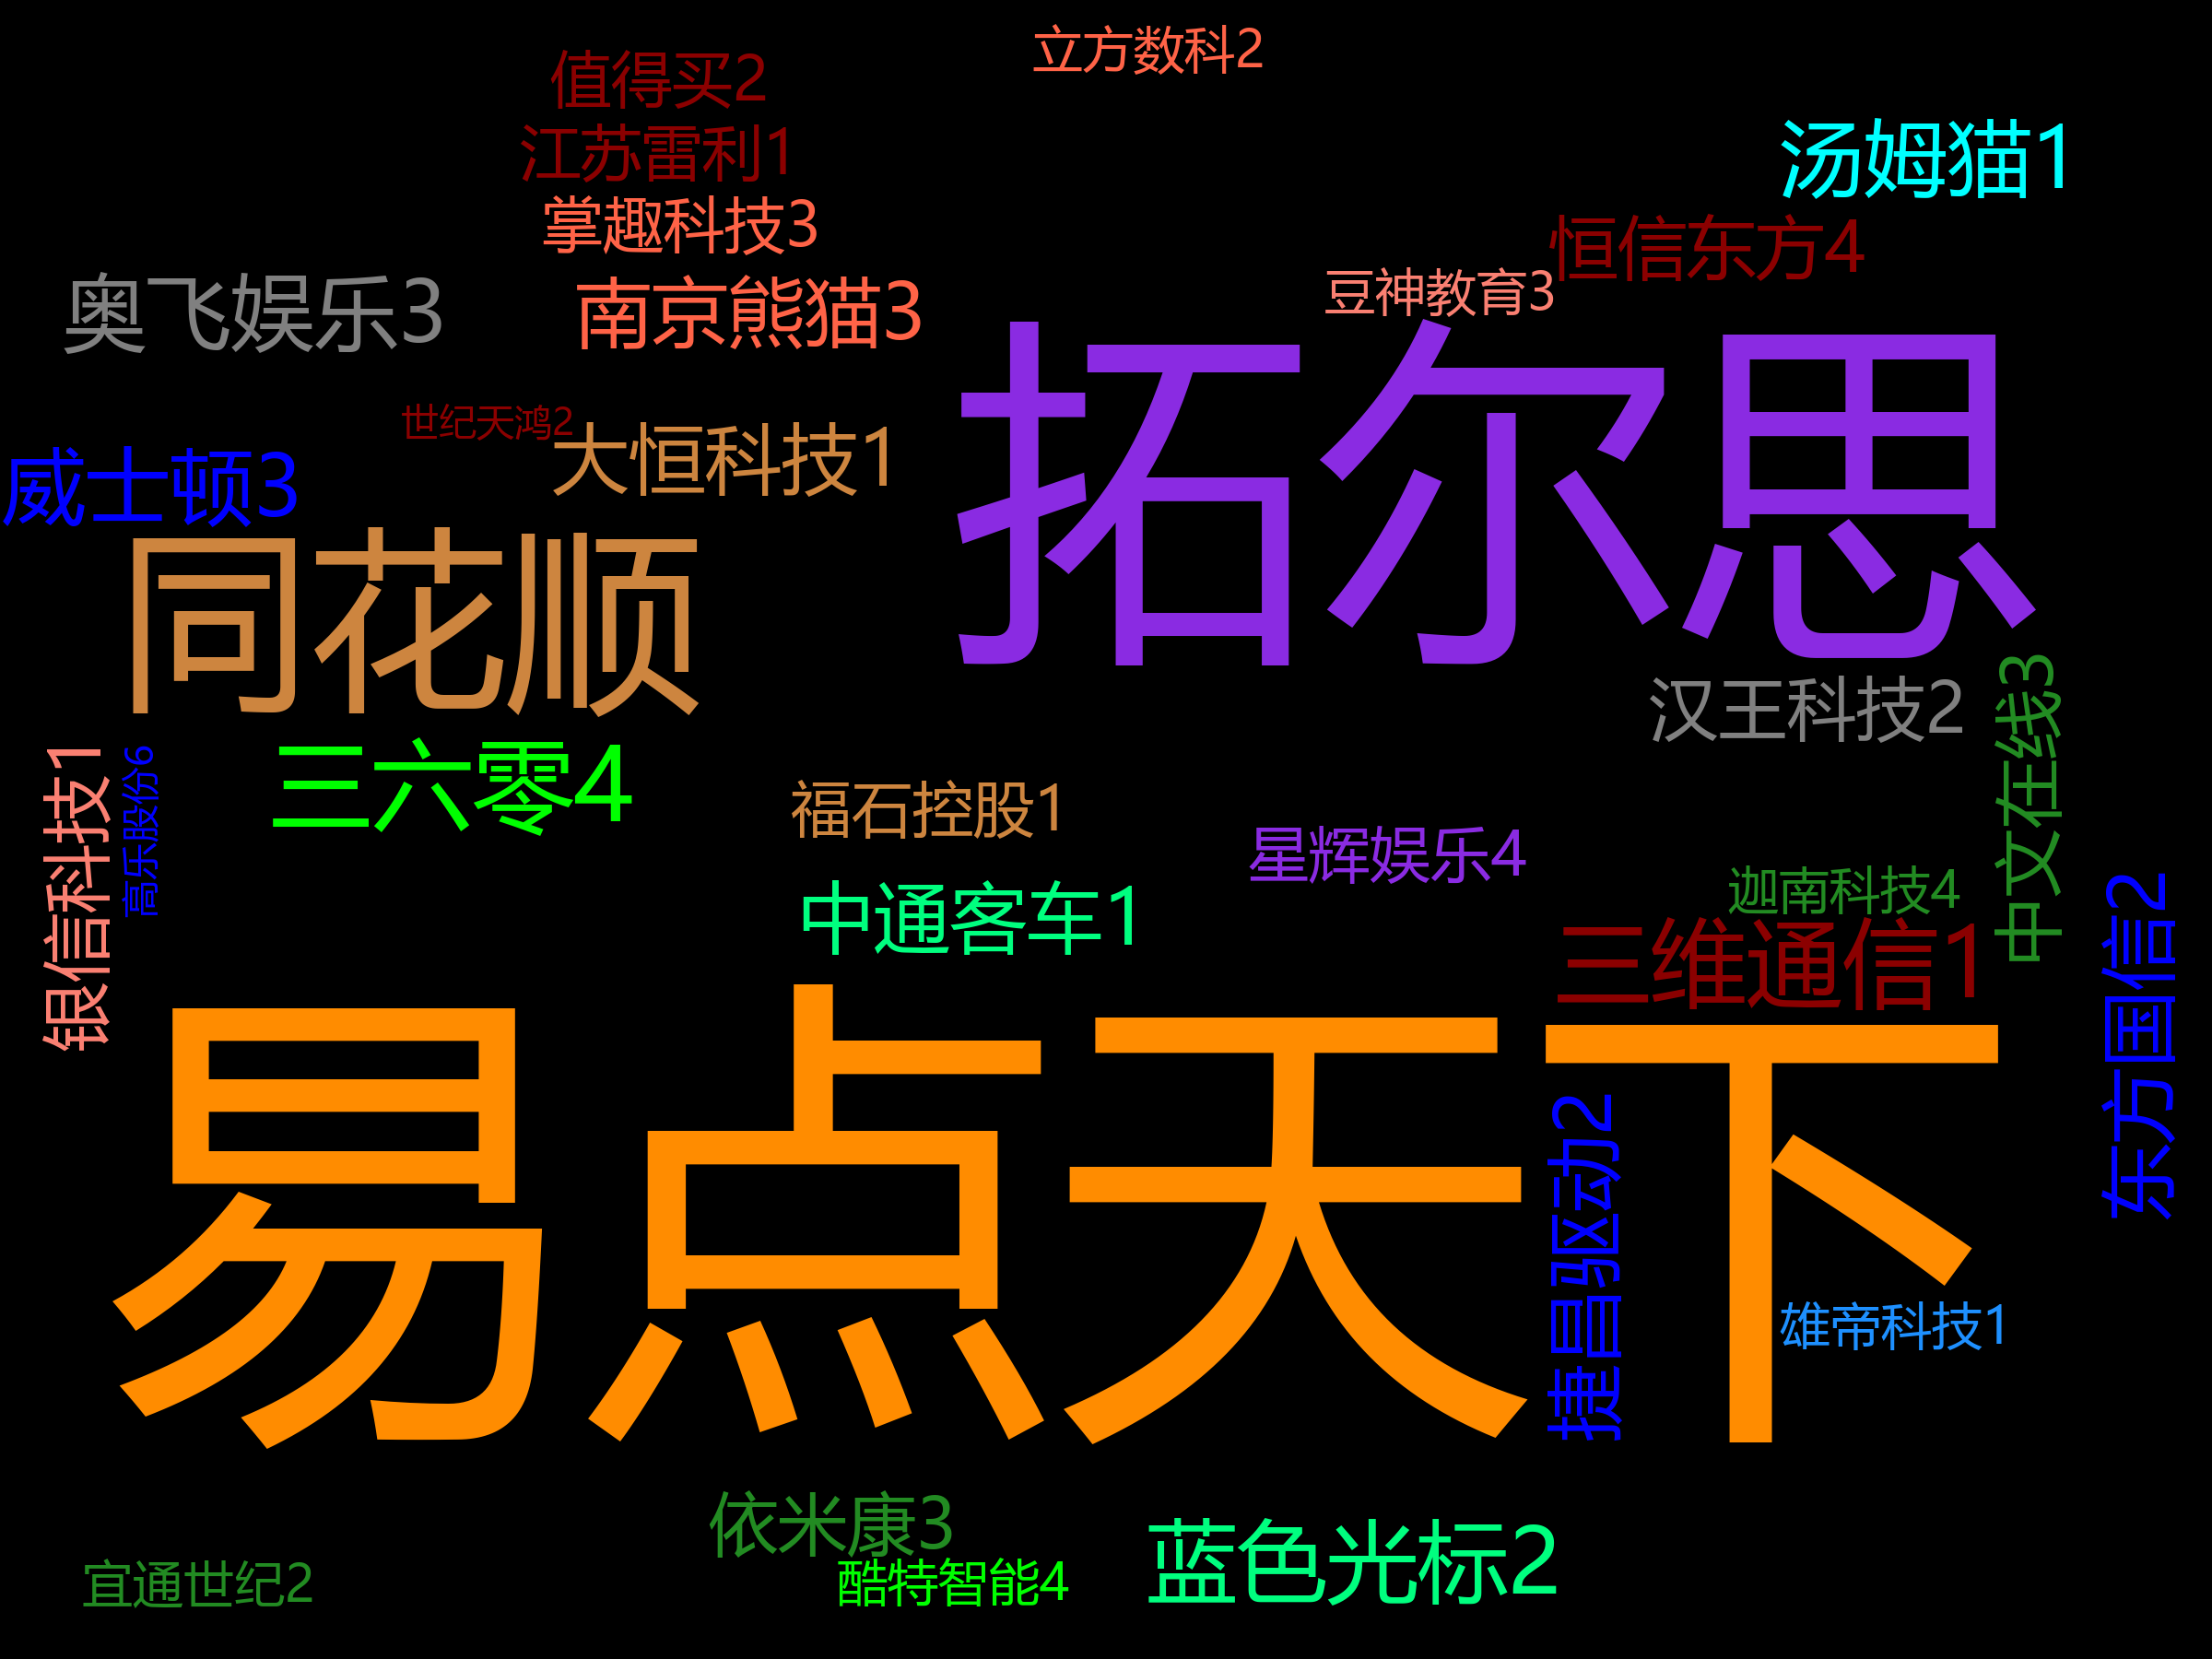 立方数科2
值得买2
江苏雷利1
汤姆猫1
掌趣科技3
恒信东方4
豆神教育3
奥飞娱乐3
南京熊猫3
拓尔思
世纪天鸿2
大恒科技1
威士顿3
同花顺
汉王科技2
中文在线3
银信科技1
高乐股份6
三六零4
福石控股1
星辉娱乐4
迦南科技4
中通客车1
三维通信1
东方国信2
易点天下
捷昌驱动2
雄帝科技1
依米康3
蓝色光标2
宜通世纪2
酷特智能4